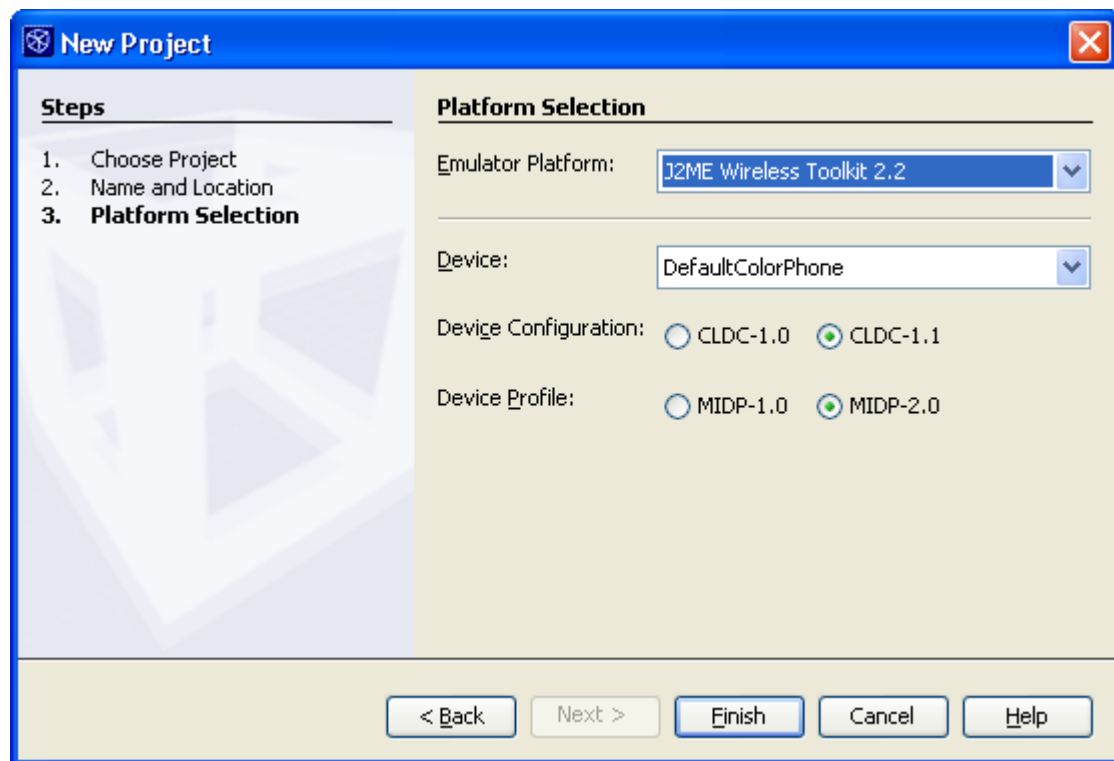 New Project
Steps
1. Choose Project
2. Name and Location
3. Platform Selection
Platform Selection
Emulator Platform: J2ME Wireless Toolkit 2.2
Device: DefaultColorPhone
Device Configuration: CLDC-1.0 CLDC-1.1
Device Profile: MIDP-1.0 MIDP-2.0
< Back Next > Finish Cancel Help